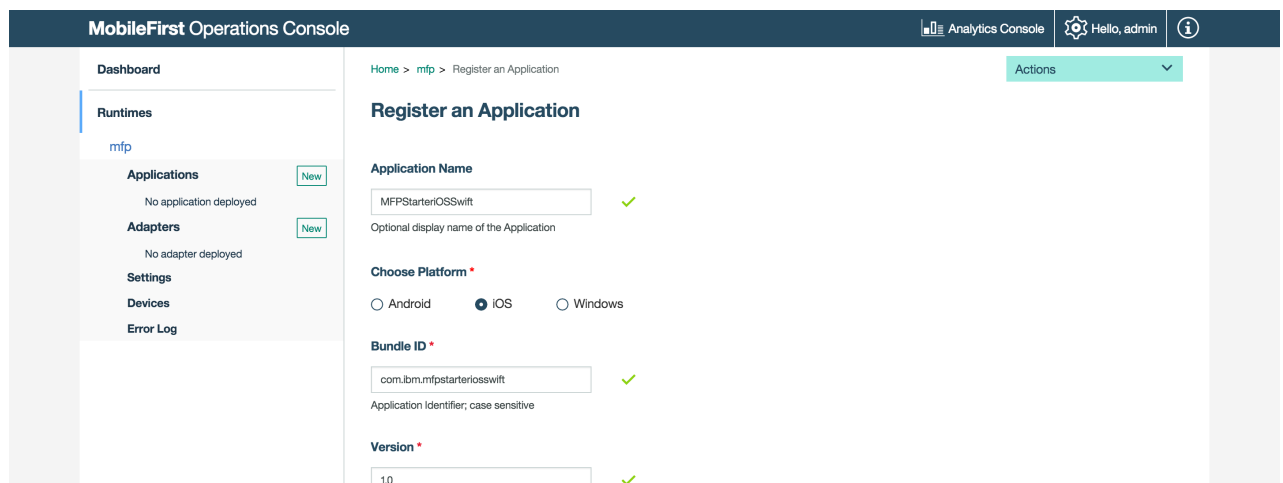 MobileFirst Operations Console
Analytics Console
Hello, admin
Dashboard
Runtimes
mfp
Applications New
No application deployed
Adapters New
No adapter deployed
Settings
Devices
Error Log
Home > mfp > Register an Application
Actions
Register an Application
Application Name
MFPStarteriOSSwift
Optional display name of the Application
Choose Platform *
Android iOS Windows
Bundle ID *
com.ibm.mfpstarteriosswift
Application Identifier; case sensitive
Version *
1.0